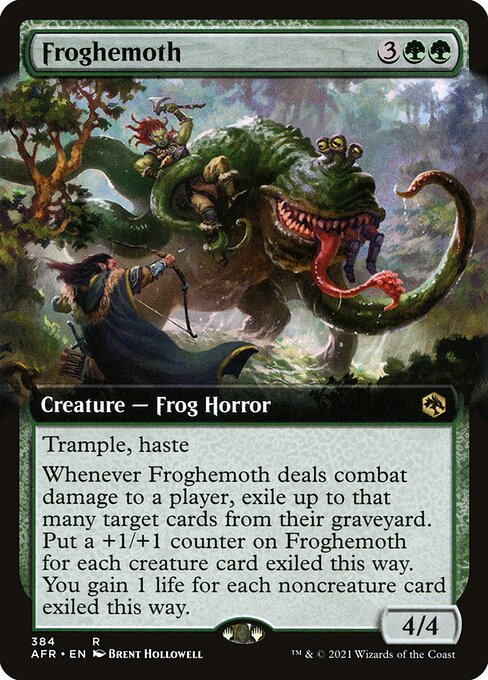 Froghemoth 3
Creature — Frog Horror
Trample, haste
Whenever Froghemoth deals combat
damage to a player, exile up to that
many target cards from their graveyard.
Put a +1/+1 counter on Froghemoth
for each creature card exiled this way.
You gain 1 life for each noncreature card
exiled this way.
4/4
384 R
AFR • EN Brent Hollowell ™ & © 2021 Wizards of the Coast